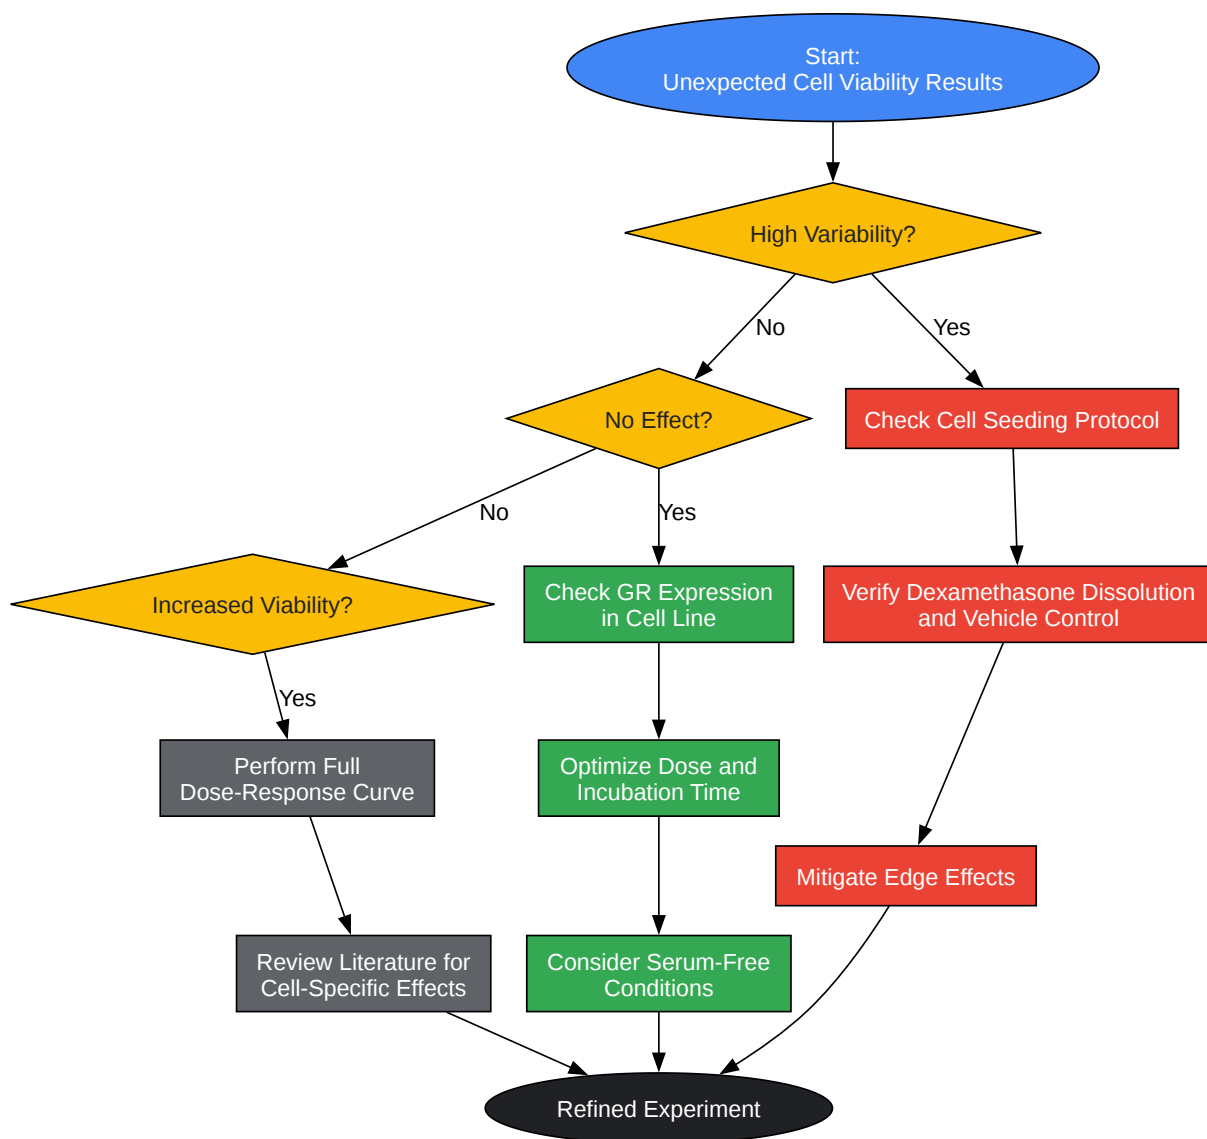 Start:
Unexpected Cell Viability Results
High Variability?
No
Yes
No Effect?
Check Cell Seeding Protocol
No
Yes
Increased Viability?
Check GR Expression
in Cell Line
Verify Dexamethasone Dissolution
and Vehicle Control
Yes
Perform Full
Dose-Response Curve
Optimize Dose and
Incubation Time
Mitigate Edge Effects
Review Literature for
Cell-Specific Effects
Consider Serum-Free
Conditions
Refined Experiment